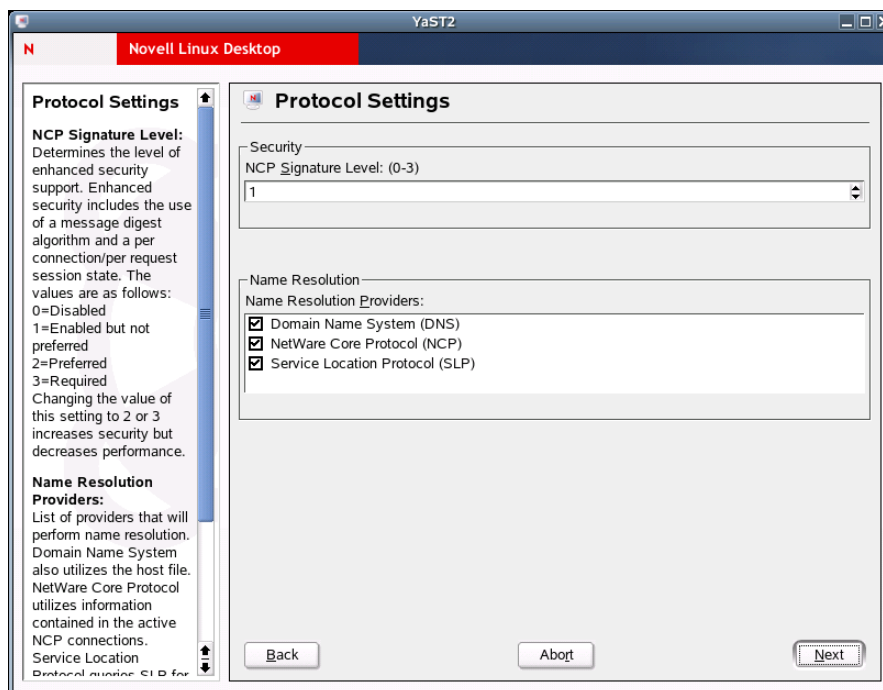 YaST2
N
Novell Linux Desktop
Protocol Settings
NCP Signature Level:
Determines the level of
enhanced security
support. Enhanced
security includes the use
of a message digest
algorithm and a per
connection/per request
session state. The
values are as follows:
0=Disabled
1=Enabled but not
preferred
2=Preferred
3=Required
Changing the value of
this setting to 2 or 3
increases security but
decreases performance.
Name Resolution
Providers:
List of providers that will
perform name resolution.
Domain Name System
also utilizes the host file.
NetWare Core Protocol
utilizes information
contained in the active
NCP connections.
Service Location
Protocol queries SLP for
Protocol Settings
Security
NCP Signature Level: (0-3)
1
Name Resolution
Name Resolution Providers:
Domain Name System (DNS)
NetWare Core Protocol (NCP)
Service Location Protocol (SLP)
Back
Abort
Next